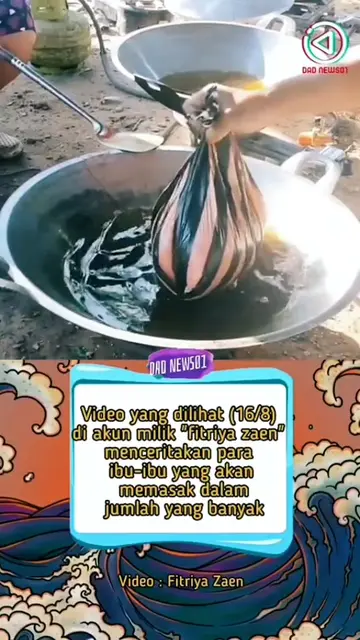 DAD NEWS01
DAD NEWS01
Video yang dilihat (16/8)
di akun milik "fitriya zaen"
menceritakan para
ibu-ibu yang akan
memasak dalam
jumlah yang banyak
Video : Fitriya Zaen